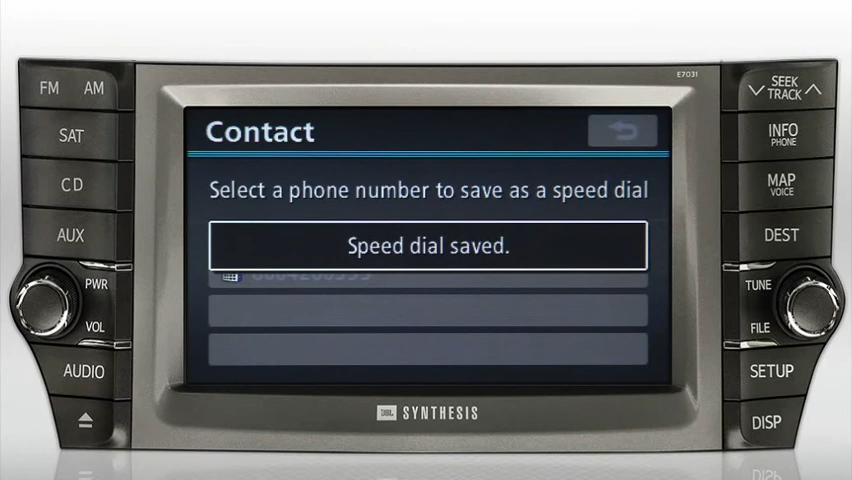 E7031
FM AM
SAT
CD
AUX
PWR
VOL
AUDIO
Contact
Select a phone number to save as a speed dial
Speed dial saved.
JBL SYNTHESIS
SEEK
TRACK
INFO
PHONE
MAP
VOICE
DEST
TUNE
FILE
SETUP
DISP